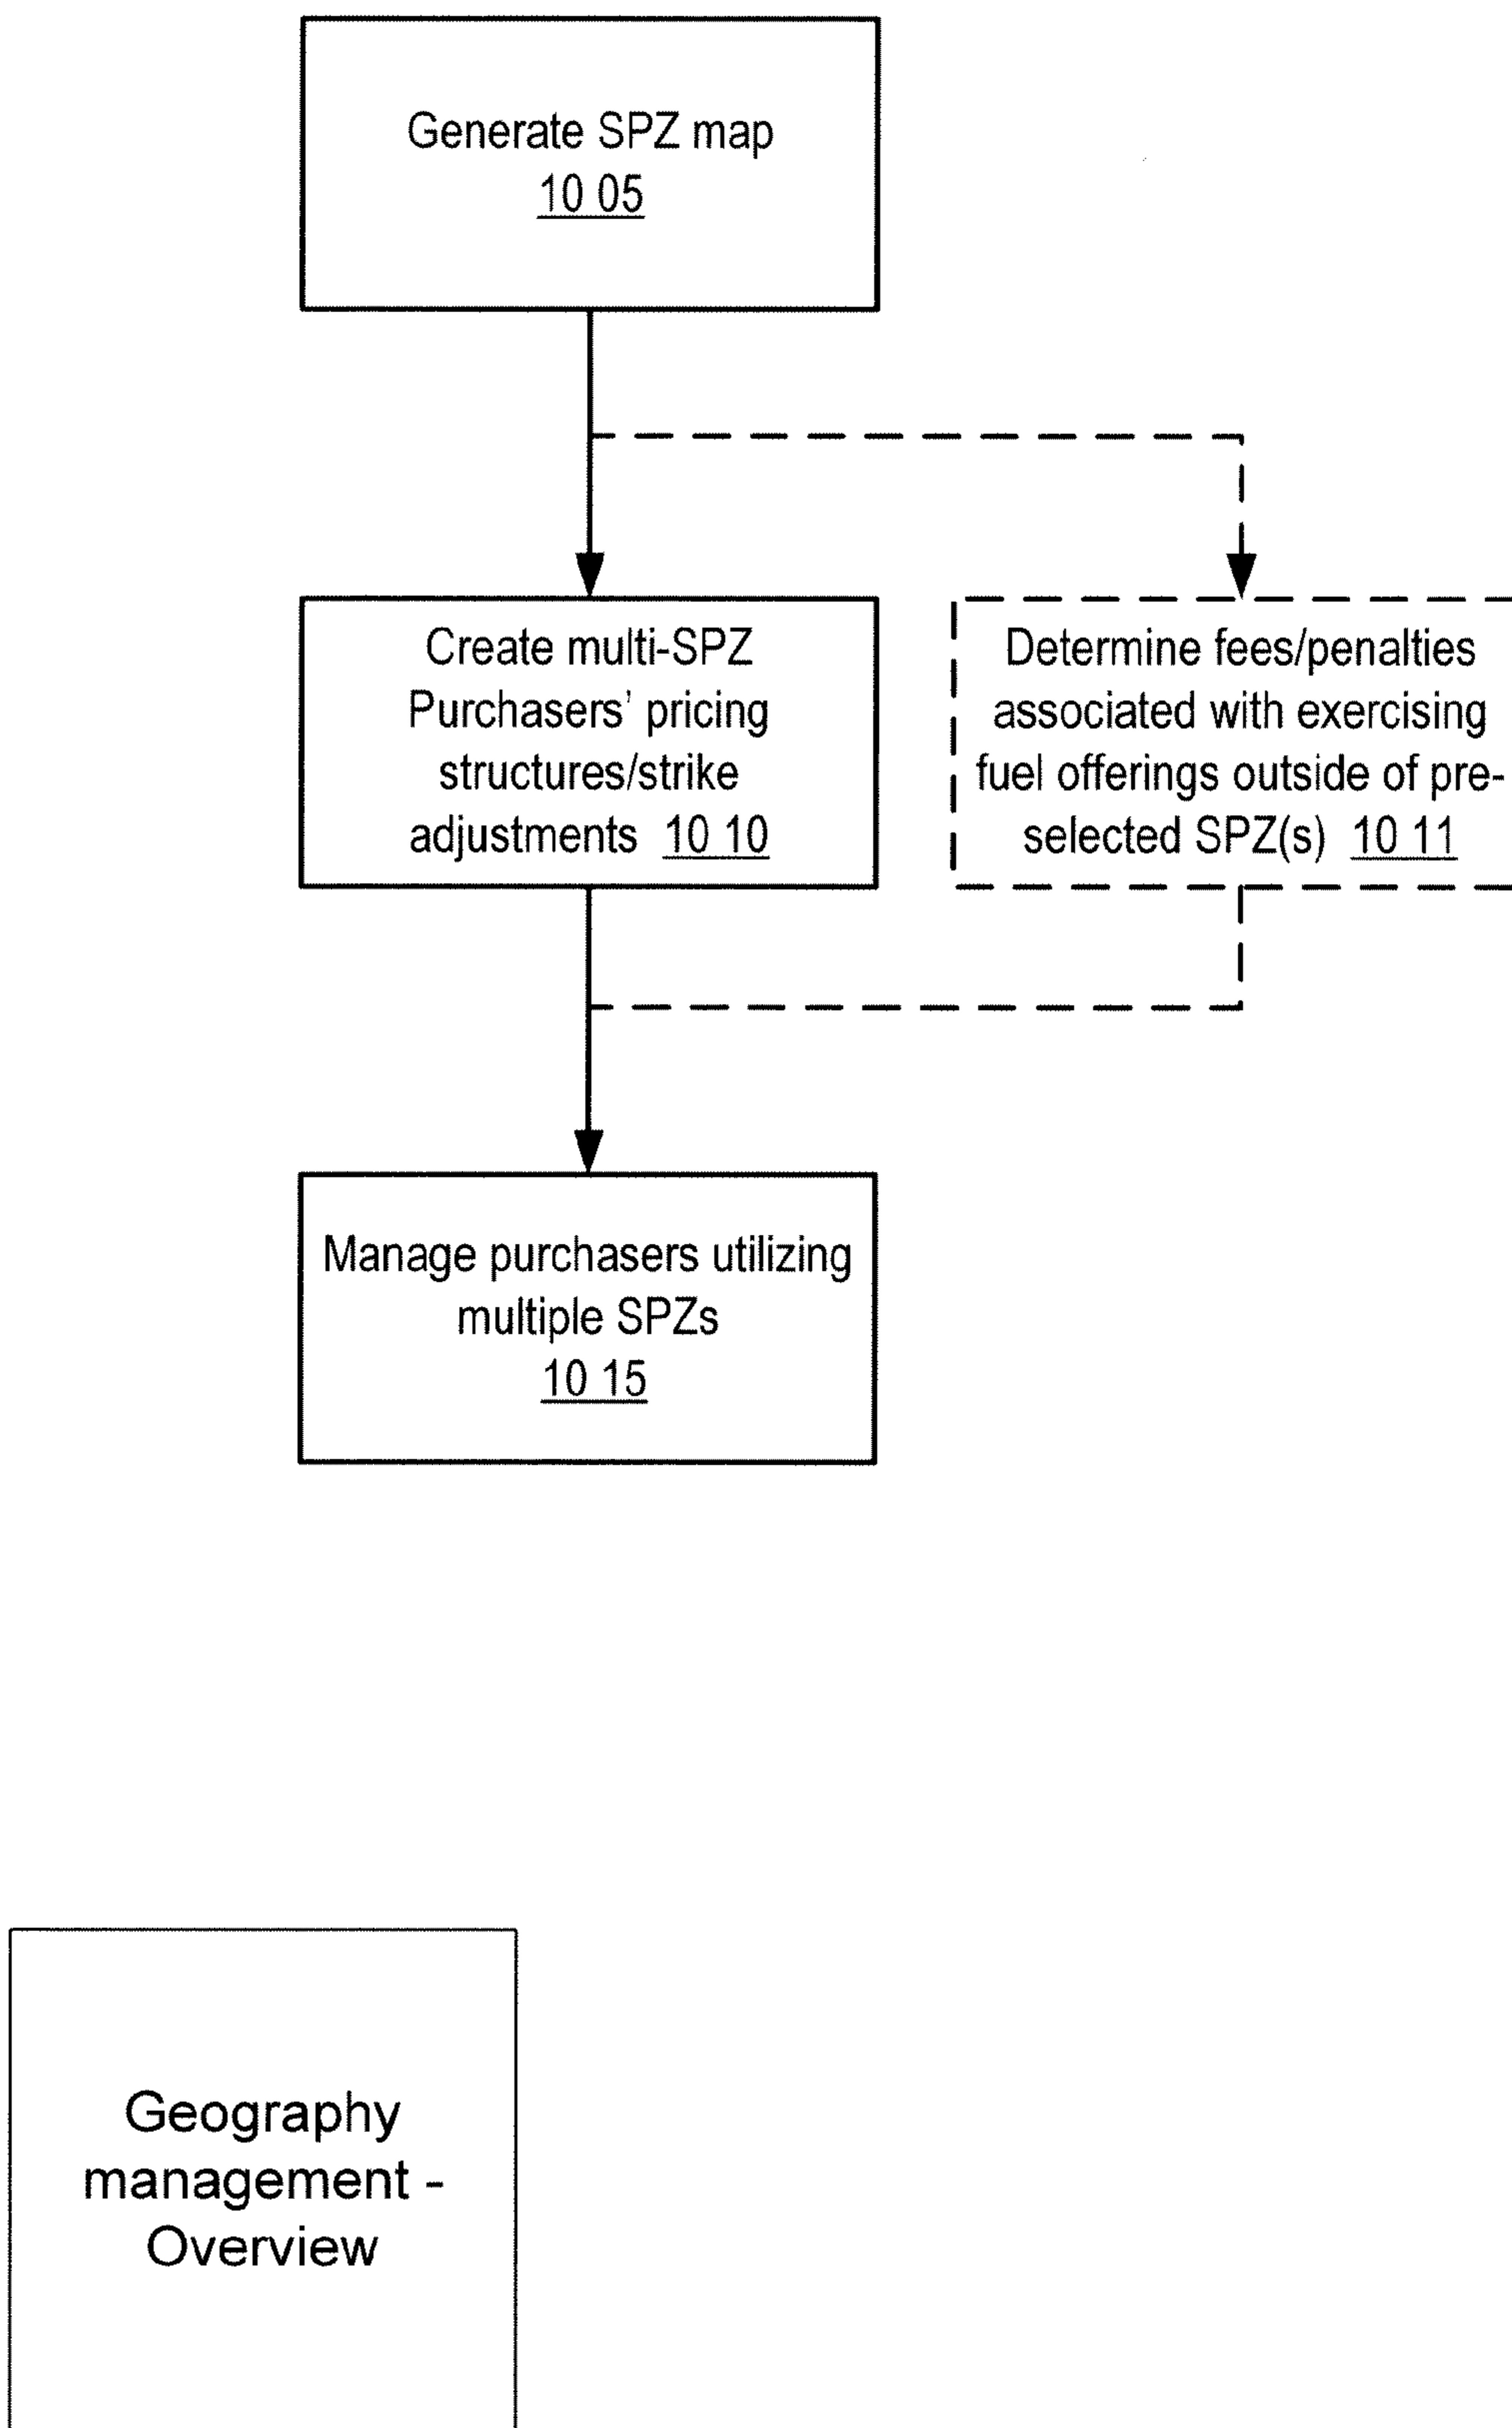 Generate SPZ map
10 05
Create multi-SPZ
Purchasers' pricing
structures/strike
adjustments 10 10
Determine fees/penalties
associated with exercising
fuel offerings outside of pre-
selected SPZ(s) 10 11
Manage purchasers utilizing
multiple SPZs
10 15
Geography
management -
Overview